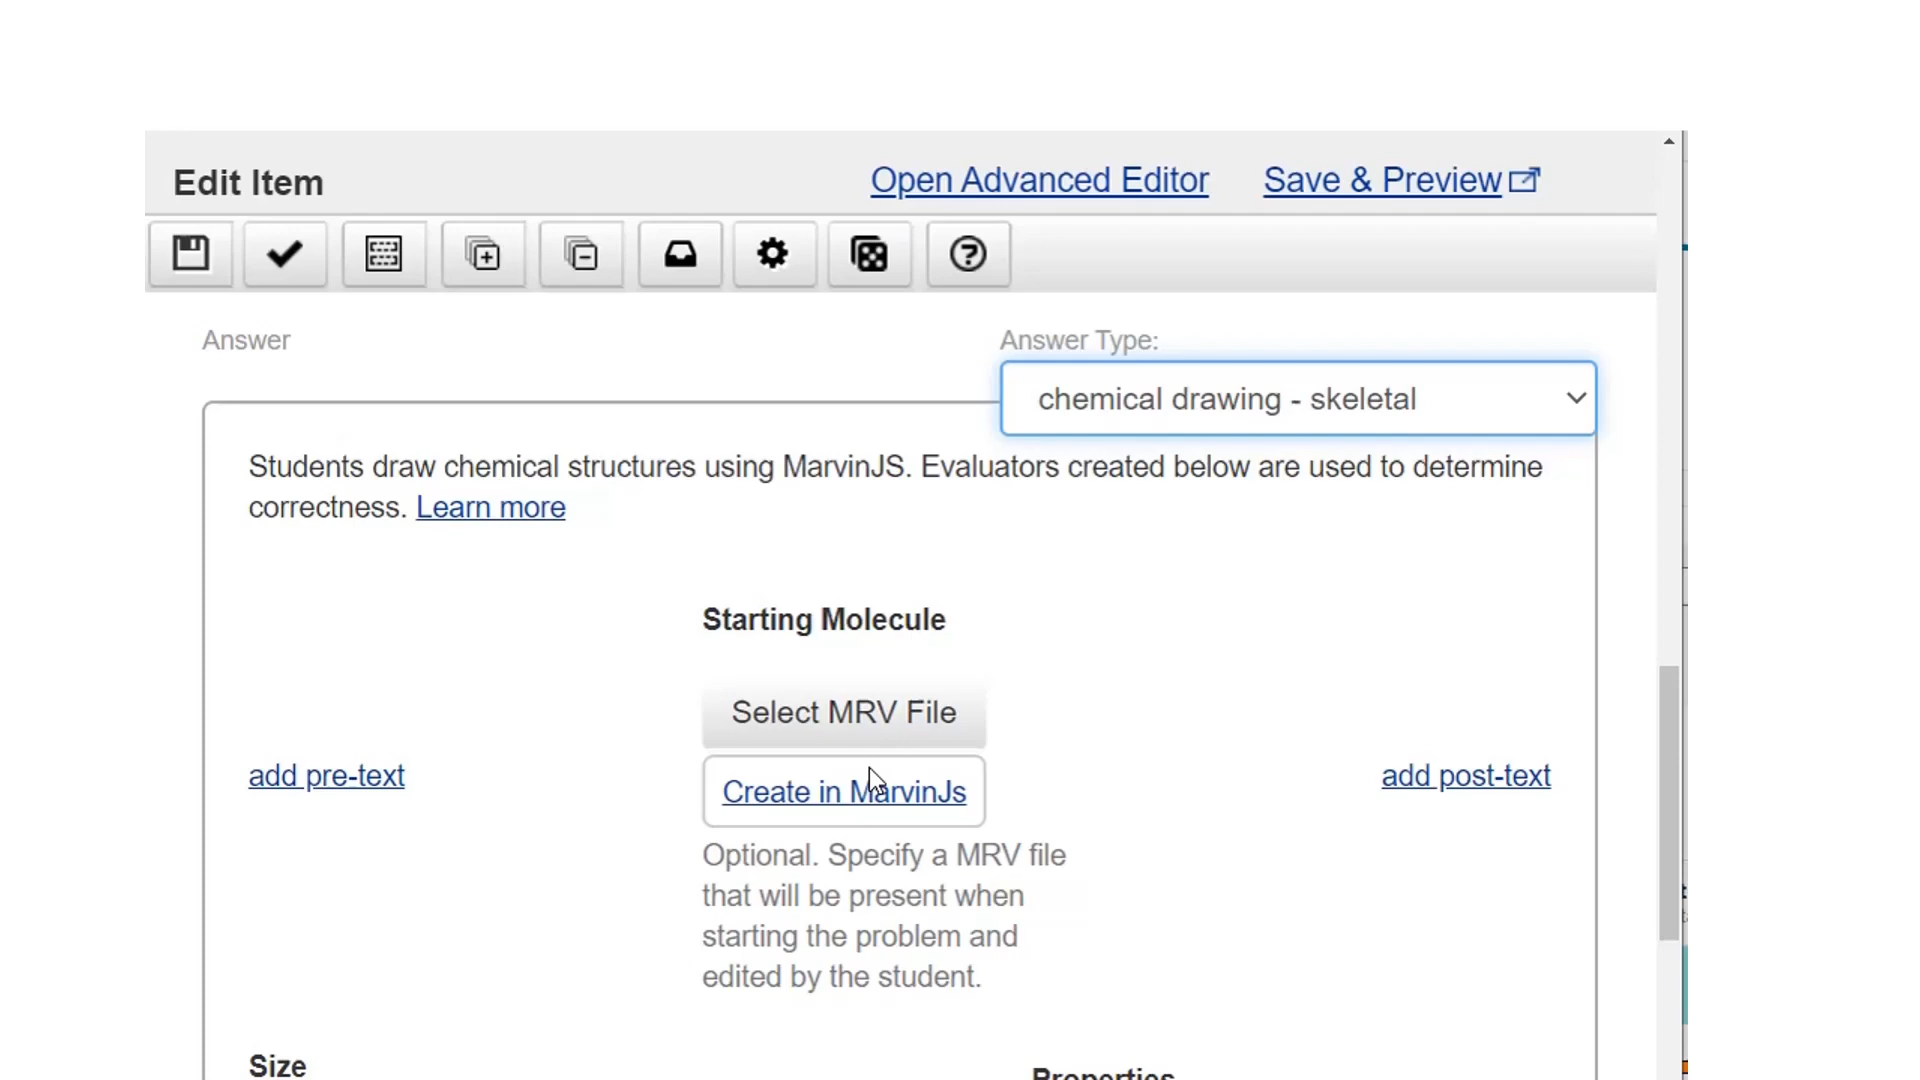 Edit Item
Open Advanced Editor
Save & Preview
Answer
Answer Type:
chemical drawing - skeletal
Students draw chemical structures using MarvinJS. Evaluators created below are used to determine
correctness. Learn more
Starting Molecule
Select MRV File
add pre-text
Create in MarvinJs
add post-text
Optional. Specify a MRV file
that will be present when
starting the problem and
edited by the student.
Size
Properties